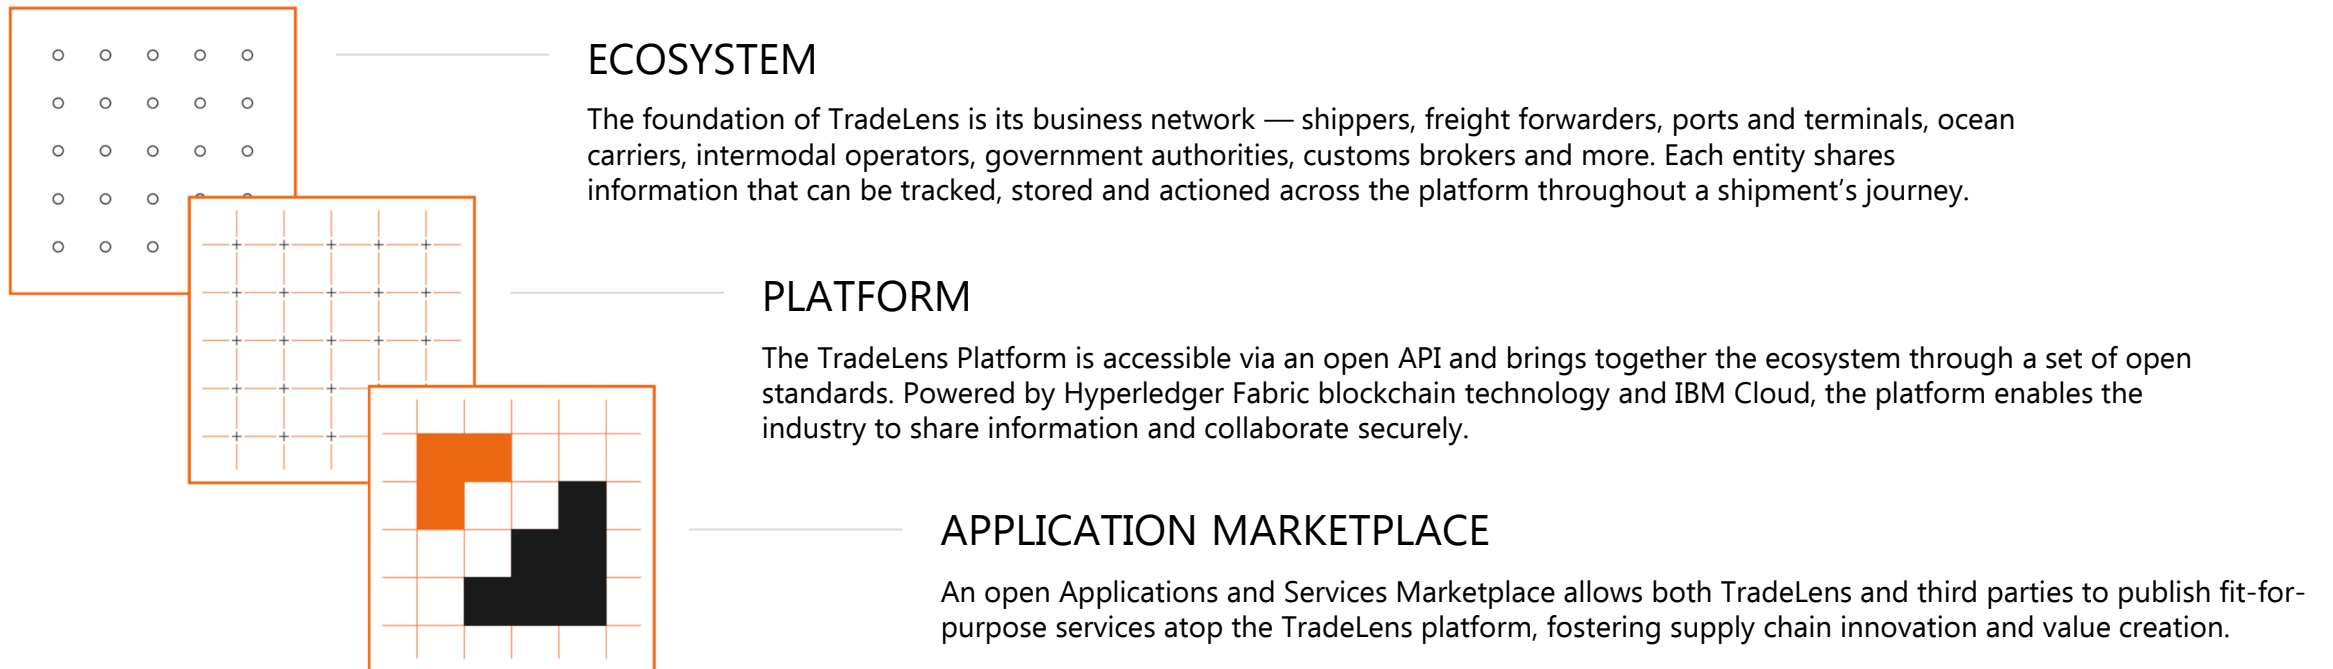 ECOSYSTEM
The foundation of TradeLens is its business network — shippers, freight forwarders, ports and terminals, ocean
carriers, intermodal operators, government authorities, customs brokers and more. Each entity shares
information that can be tracked, stored and actioned across the platform throughout a shipment’s journey.
PLATFORM
The TradeLens Platform is accessible via an open API and brings together the ecosystem through a set of open
standards. Powered by Hyperledger Fabric blockchain technology and IBM Cloud, the platform enables the
industry to share information and collaborate securely.
APPLICATION MARKETPLACE
An open Applications and Services Marketplace allows both TradeLens and third parties to publish fit-for-
purpose services atop the TradeLens platform, fostering supply chain innovation and value creation.